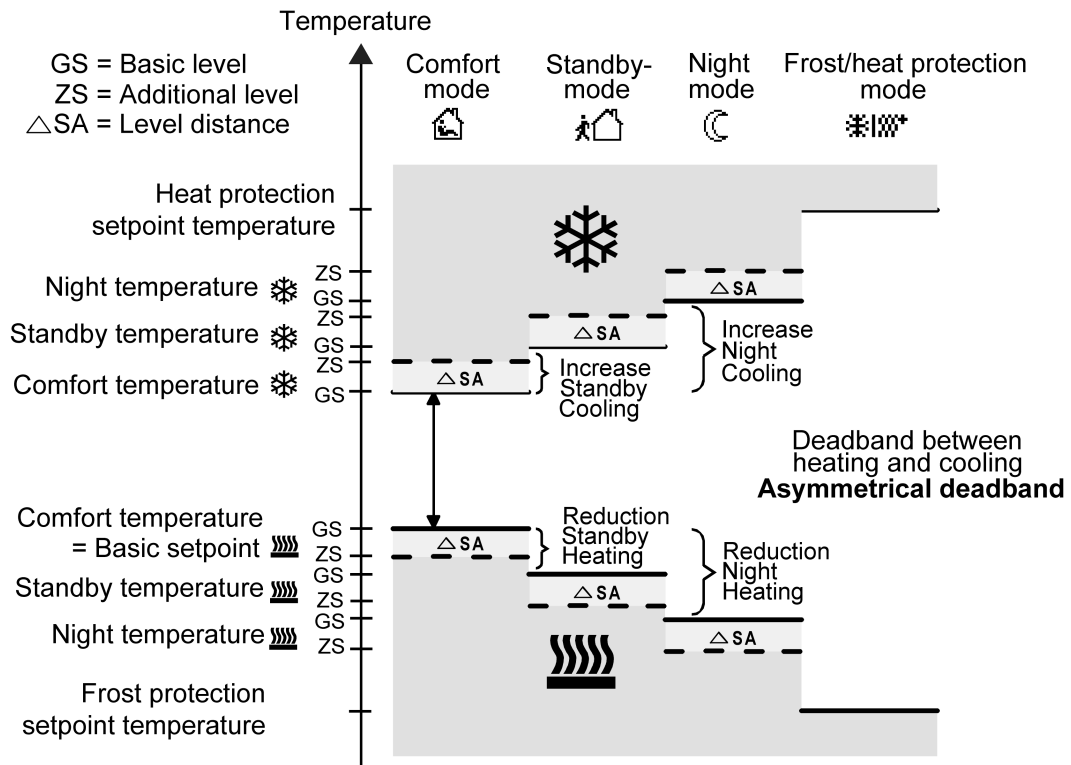 Temperature
GS = Basic level
ZS = Additional level
△SA = Level distance
Comfort
mode
Standby-
mode
Night
mode
Frost/heat protection
mode
Heat protection
setpoint temperature
Night temperature
ZS
GS
Standby temperature
ZS
GS
Comfort temperature
ZS
GS
△SA
△SA
△SA
Increase
Standby
Cooling
Increase
Night
Cooling
Deadband between
heating and cooling
Asymmetrical deadband
Comfort temperature
= Basic setpoint
GS
ZS
Standby temperature
GS
ZS
Night temperature
GS
ZS
△SA
△SA
△SA
Reduction
Standby
Heating
Reduction
Night
Heating
Frost protection
setpoint temperature